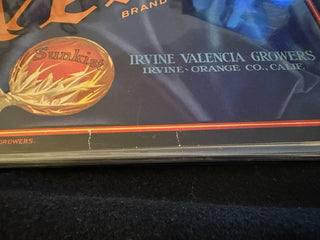 BRAND
Sunkist
IRVINE VALENCIA GROWERS
IRVINE·ORANGE CO., CALIF.
GROWERS.